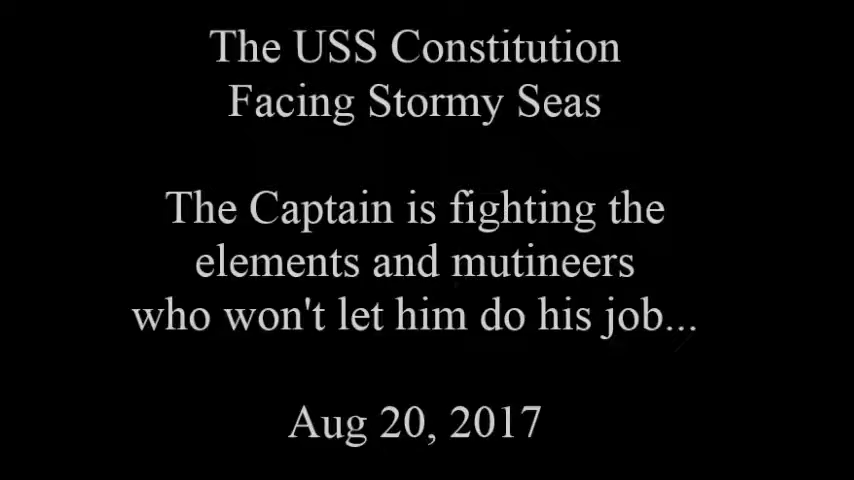 The USS Constitution
Facing Stormy Seas
The Captain is fighting the
elements and mutineers
who won't let him do his job...
Aug 20, 2017